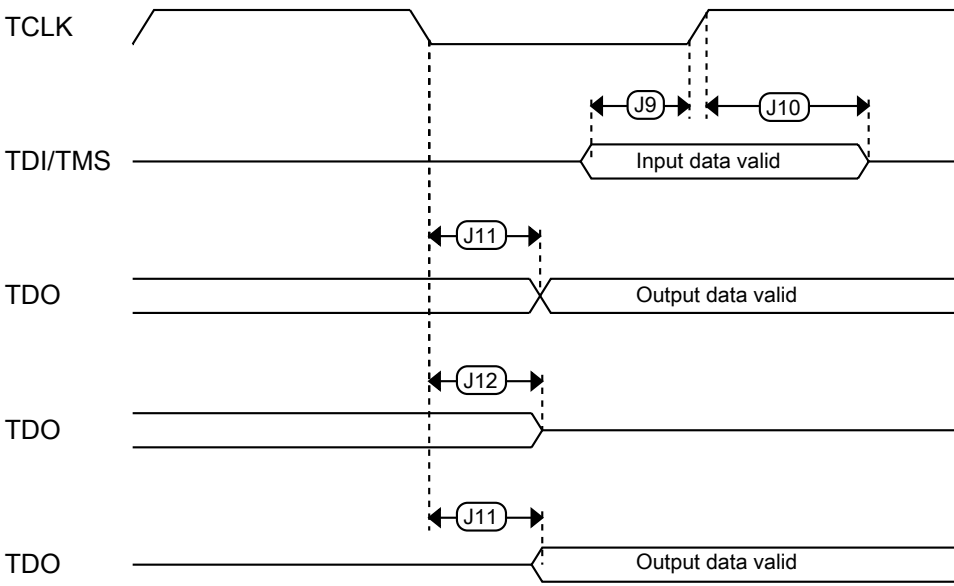 TCLK
J9
J10
TDI/TMS
Input data valid
J11
TDO
Output data valid
J12
TDO
J11
TDO
Output data valid